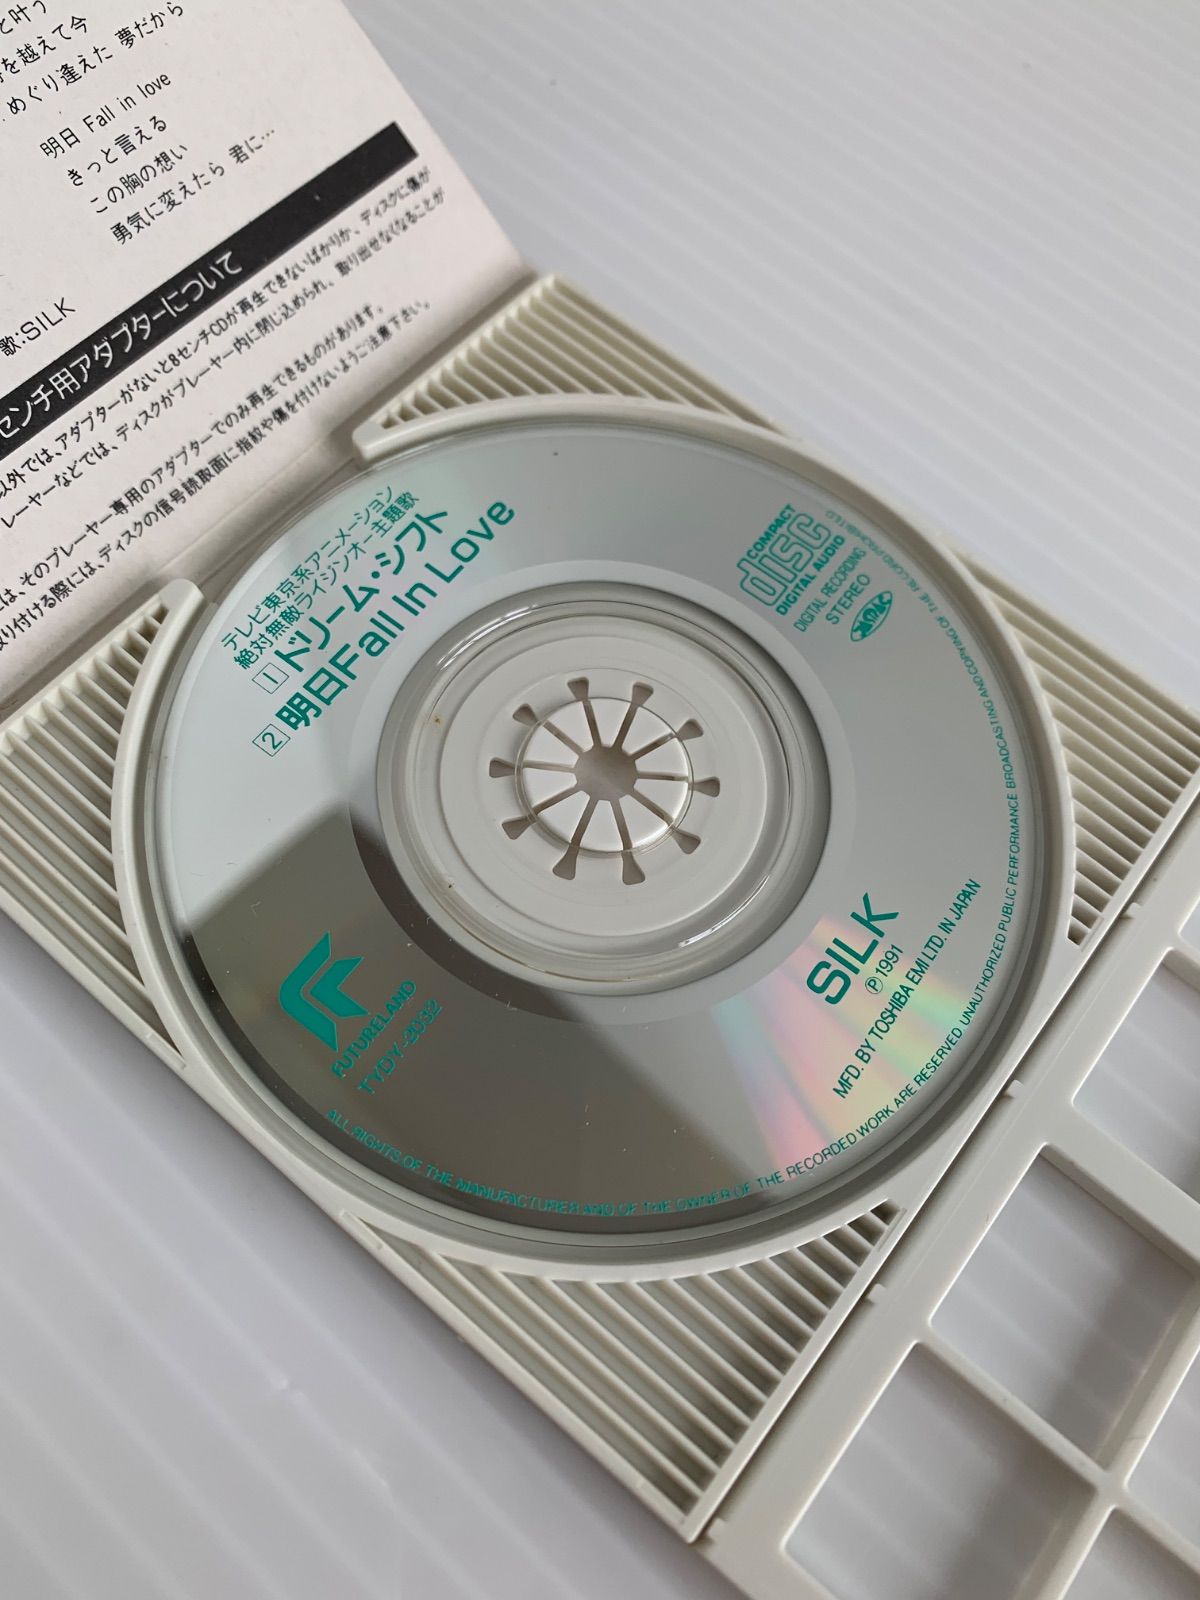 と叶う
を越えて今
めぐり逢えた 夢だから
明日 Fall in love
きっと言える
この胸の想い
勇気に変えたら 君に…
歌:SILK
センチ用アダプターについて
以外では、アダプターがないと8センチCDが再生できないばかりか、ディスクに傷が
レーヤーなどでは、ディスクがプレーヤー内に閉じ込められ、取り出せなくなることが
は、そのプレーヤー専用のアダプターでのみ再生できるものがあります。
取り付ける際には、ディスクの信号読取面に指紋や傷を付けないようご注意下さい。
テレビ東京系アニメーション
絶対無敵ライジンオー主題歌
1 ドリーム・シフト
2 明日Fall In Love
COMPACT
disc
DIGITAL AUDIO
DIGITAL RECORDING
STEREO
JASRAC
SILK
Ⓟ1991
MFD. BY TOSHIBA EMI LTD. IN JAPAN
FUTURELAND
TYDY-2032
ALL RIGHTS OF THE MANUFACTURER AND OF THE OWNER OF THE RECORDED WORK ARE RESERVED. UNAUTHORIZED PUBLIC PERFORMANCE BROADCASTING AND COPYING OF THE RECORD PROHIBITED